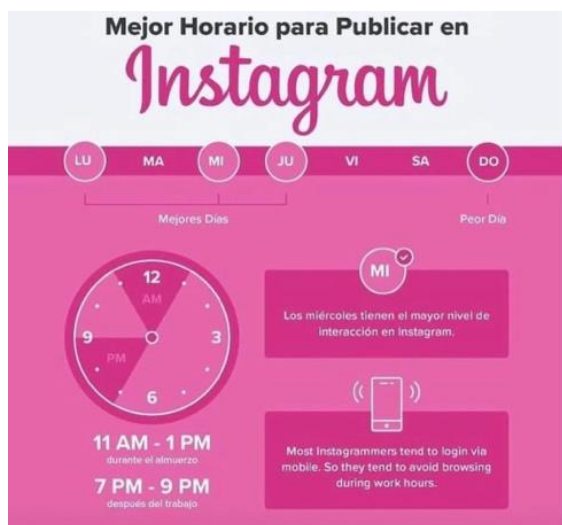 Mejor Horario para Publicar en
Instagram
LU MA MI JU VI SA DO
Mejores Días
Peor Día
12
AM
9
3
PM
6
11 AM - 1 PM
durante el almuerzo
7 PM - 9 PM
después del trabajo
MI
Los miércoles tienen el mayor nivel de
interacción en Instagram.
Most Instagrammers tend to login via
mobile. So they tend to avoid browsing
during work hours.